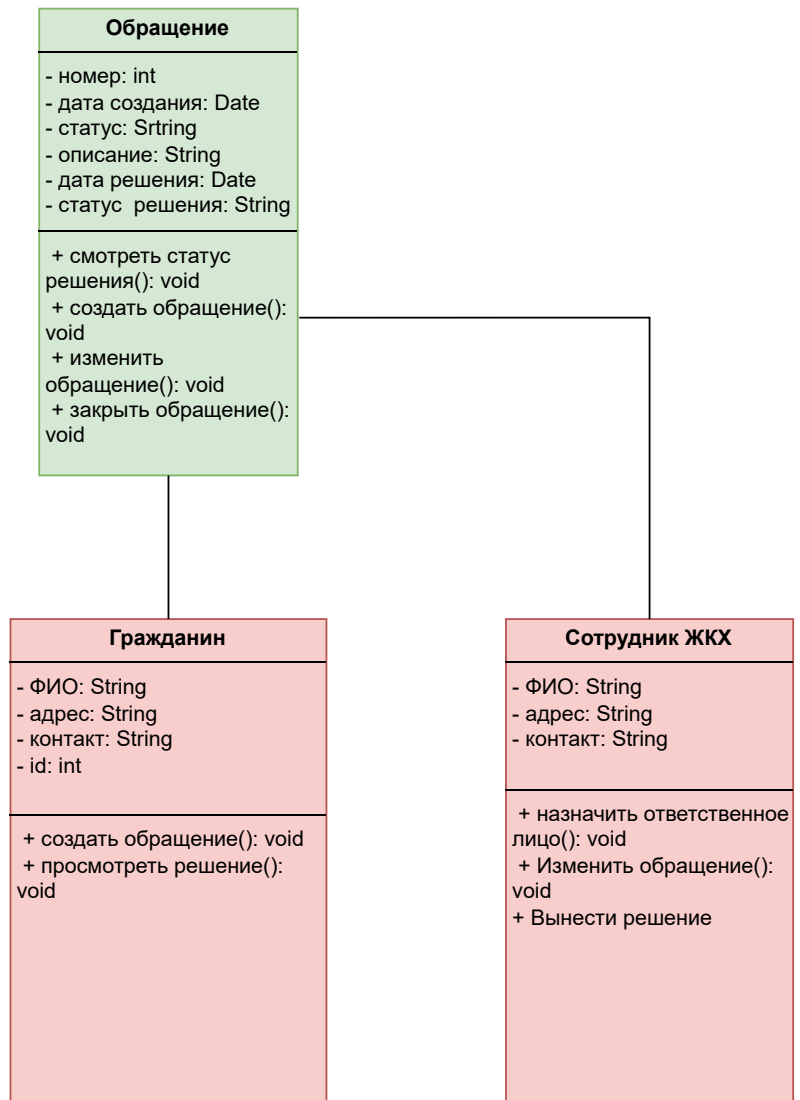 Обращение
- номер: int
- дата создания: Date
- статус: Srtring
- описание: String
- дата решения: Date
- статус  решения: String
+ смотреть статус
решения(): void
+ создать обращение():
void
+ изменить
обращение(): void
+ закрыть обращение():
void
Гражданин
- ФИО: String
- адрес: String
- контакт: String
- id: int
+ создать обращение(): void
+ просмотреть решение():
void
Сотрудник ЖКХ
- ФИО: String
- адрес: String
- контакт: String
+ назначить ответственное
лицо(): void
+ Изменить обращение():
void
+ Вынести решение